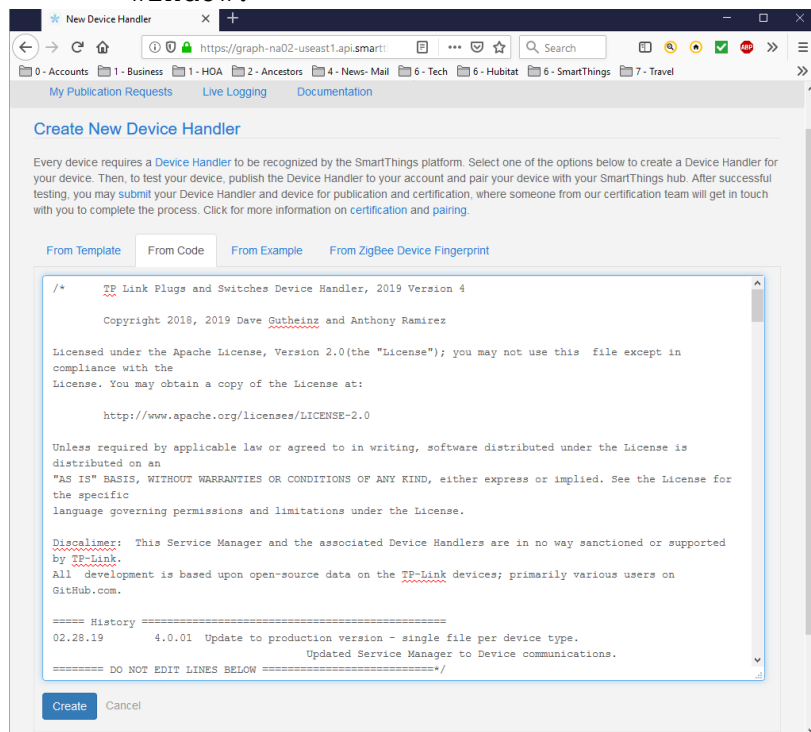 New Device Handler
https://graph-na02-useast1.api.smartt
Search
0 - Accounts 1 - Business 1 - HOA 2 - Ancestors 4 - News- Mail 6 - Tech 6 - Hubitat 6 - SmartThings 7 - Travel
My Publication Requests Live Logging Documentation
Create New Device Handler
Every device requires a Device Handler to be recognized by the SmartThings platform. Select one of the options below to create a Device Handler for
your device. Then, to test your device, publish the Device Handler to your account and pair your device with your SmartThings hub. After successful
testing, you may submit your Device Handler and device for publication and certification, where someone from our certification team will get in touch
with you to complete the process. Click for more information on certification and pairing.
From Template From Code From Example From ZigBee Device Fingerprint
/* TP Link Plugs and Switches Device Handler, 2019 Version 4
Copyright 2018, 2019 Dave Gutheinz and Anthony Ramirez
Licensed under the Apache License, Version 2.0(the "License"); you may not use this file except in
compliance with the
License. You may obtain a copy of the License at:
http://www.apache.org/licenses/LICENSE-2.0
Unless required by applicable law or agreed to in writing, software distributed under the License is
distributed on an
"AS IS" BASIS, WITHOUT WARRANTIES OR CONDITIONS OF ANY KIND, either express or implied. See the License for
the specific
language governing permissions and limitations under the License.
Discalimer: This Service Manager and the associated Device Handlers are in no way sanctioned or supported
by TP-Link.
All development is based upon open-source data on the TP-Link devices; primarily various users on
GitHub.com.
===== History ================================================
02.28.19 4.0.01 Update to production version - single file per device type.
Updated Service Manager to Device communications.
======== DO NOT EDIT LINES BELOW ===========================*/
Create Cancel